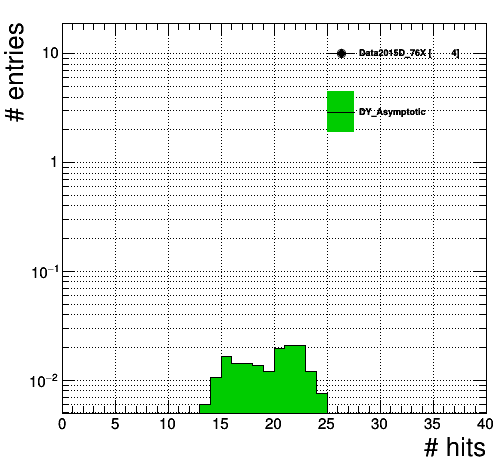 # entries
10
Data2015D_76X [ 4]
DY_Asymptotic
1
10⁻¹
10⁻²
0 5 10 15 20 25 30 35 40
# hits